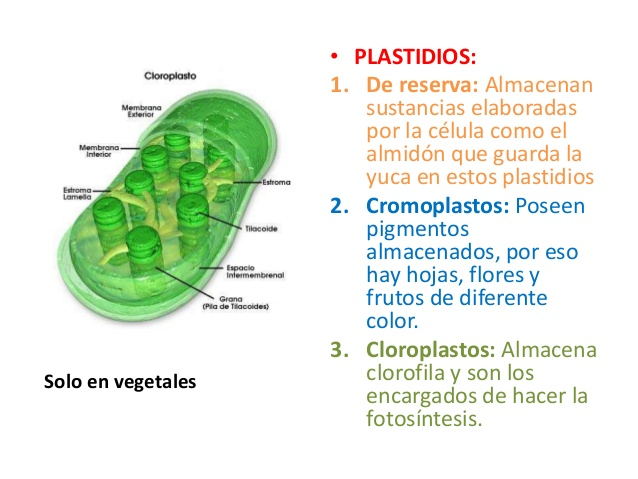 Cloroplasto
Membrana
Exterior
Membrana
Interior
Estroma
Lamella
Estroma
Tilacoide
Espacio
Intermembrenal
Grana
(Pila de Tilacoides)
Solo en vegetales
• PLASTIDIOS:
1. De reserva: Almacenan
sustancias elaboradas
por la célula como el
almidón que guarda la
yuca en estos plastidios
2. Cromoplastos: Poseen
pigmentos
almacenados, por eso
hay hojas, flores y
frutos de diferente
color.
3. Cloroplastos: Almacena
clorofila y son los
encargados de hacer la
fotosíntesis.